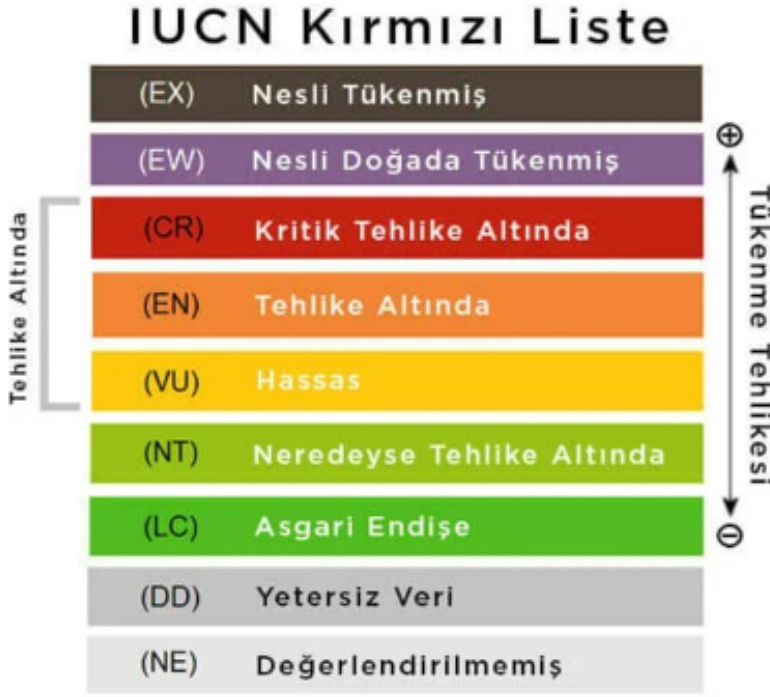 IUCN Kırmızı Liste
(EX) Nesli Tükenmiş
(EW) Nesli Doğada Tükenmiş
(CR) Kritik Tehlike Altında
(EN) Tehlike Altında
(VU) Hassas
(NT) Neredeyse Tehlike Altında
(LC) Asgari Endişe
(DD) Yetersiz Veri
(NE) Değerlendirilmemiş
Tehlike Altında
Tükenme Tehlikesi